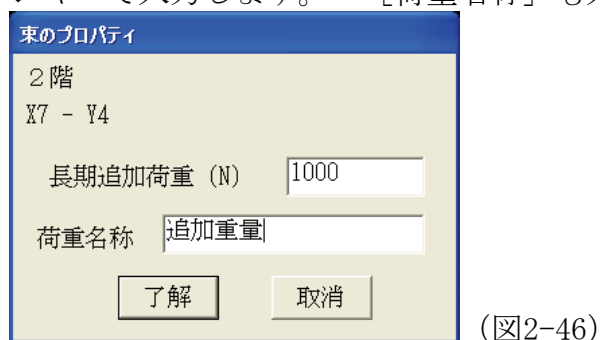 束のプロパティ
２階
X7 - Y4
長期追加荷重 (N) 1000
荷重名称 追加重量
了解 取消
(図2-46)